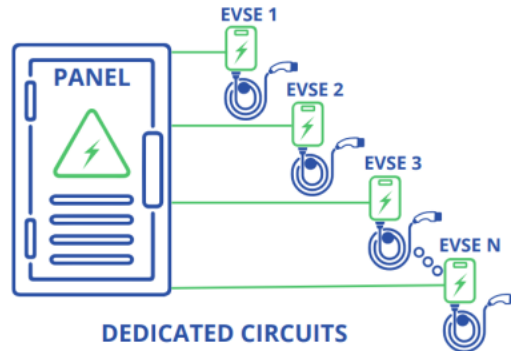 EVSE 1
PANEL
EVSE 2
EVSE 3
EVSE N
DEDICATED CIRCUITS